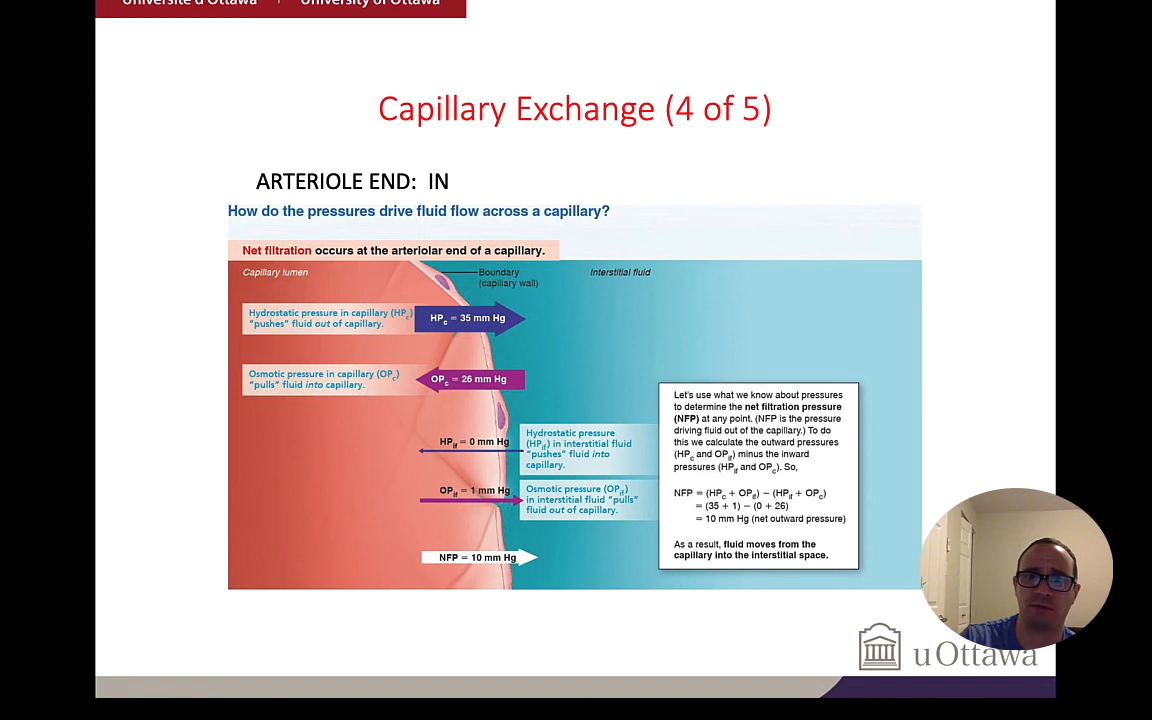 Université d'Ottawa | University of Ottawa
Capillary Exchange (4 of 5)
ARTERIOLE END: IN
How do the pressures drive fluid flow across a capillary?
Net filtration occurs at the arteriolar end of a capillary.
Capillary lumen
Boundary
(capillary wall)
Interstitial fluid
Hydrostatic pressure in capillary (HPc)
"pushes" fluid out of capillary.
HPc = 35 mm Hg
Osmotic pressure in capillary (OPc)
"pulls" fluid into capillary.
OPc = 26 mm Hg
HPif = 0 mm Hg
Hydrostatic pressure
(HPif) in interstitial fluid
"pushes" fluid into
capillary.
OPif = 1 mm Hg
Osmotic pressure (OPif)
in interstitial fluid "pulls"
fluid out of capillary.
NFP = 10 mm Hg
Let's use what we know about pressures
to determine the net filtration pressure
(NFP) at any point. (NFP is the pressure
driving fluid out of the capillary.) To do
this we calculate the outward pressures
(HPc and OPif) minus the inward
pressures (HPif and OPc). So,
NFP = (HPc + OPif) – (HPif + OPc)
= (35 + 1) – (0 + 26)
= 10 mm Hg (net outward pressure)
As a result, fluid moves from the
capillary into the interstitial space.
uOttawa